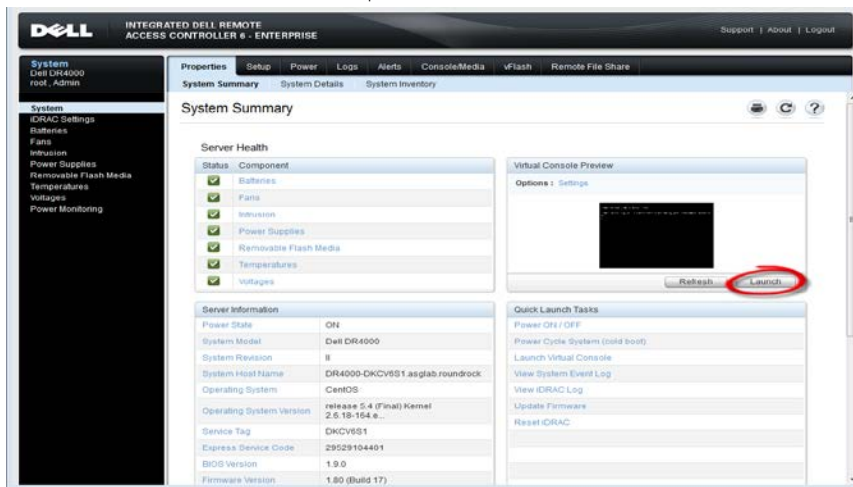 DELL
INTEGRATED DELL REMOTE
ACCESS CONTROLLER 6 - ENTERPRISE
Support | About | Logout
System
Dell DR4000
root , Admin
Properties Setup Power Logs Alerts Console/Media vFlash Remote File Share
System Summary System Details System Inventory
System
iDRAC Settings
Batteries
Fans
Intrusion
Power Supplies
Removable Flash Media
Temperatures
Voltages
Power Monitoring
System Summary
Server Health
Status Component
Batteries
Fans
Intrusion
Power Supplies
Removable Flash Media
Temperatures
Voltages
Virtual Console Preview
Options : Settings
Refresh Launch
Server Information
Power State ON
System Model Dell DR4000
System Revision II
System Host Name DR4000-DKCV6S1.asglab.roundrock
Operating System CentOS
Operating System Version release 5.4 (Final) Kernel
2.6.18-164.e...
Service Tag DKCV6S1
Express Service Code 29529104401
BIOS Version 1.9.0
Firmware Version 1.80 (Build 17)
Quick Launch Tasks
Power ON / OFF
Power Cycle System (cold boot)
Launch Virtual Console
View System Event Log
View iDRAC Log
Update Firmware
Reset iDRAC